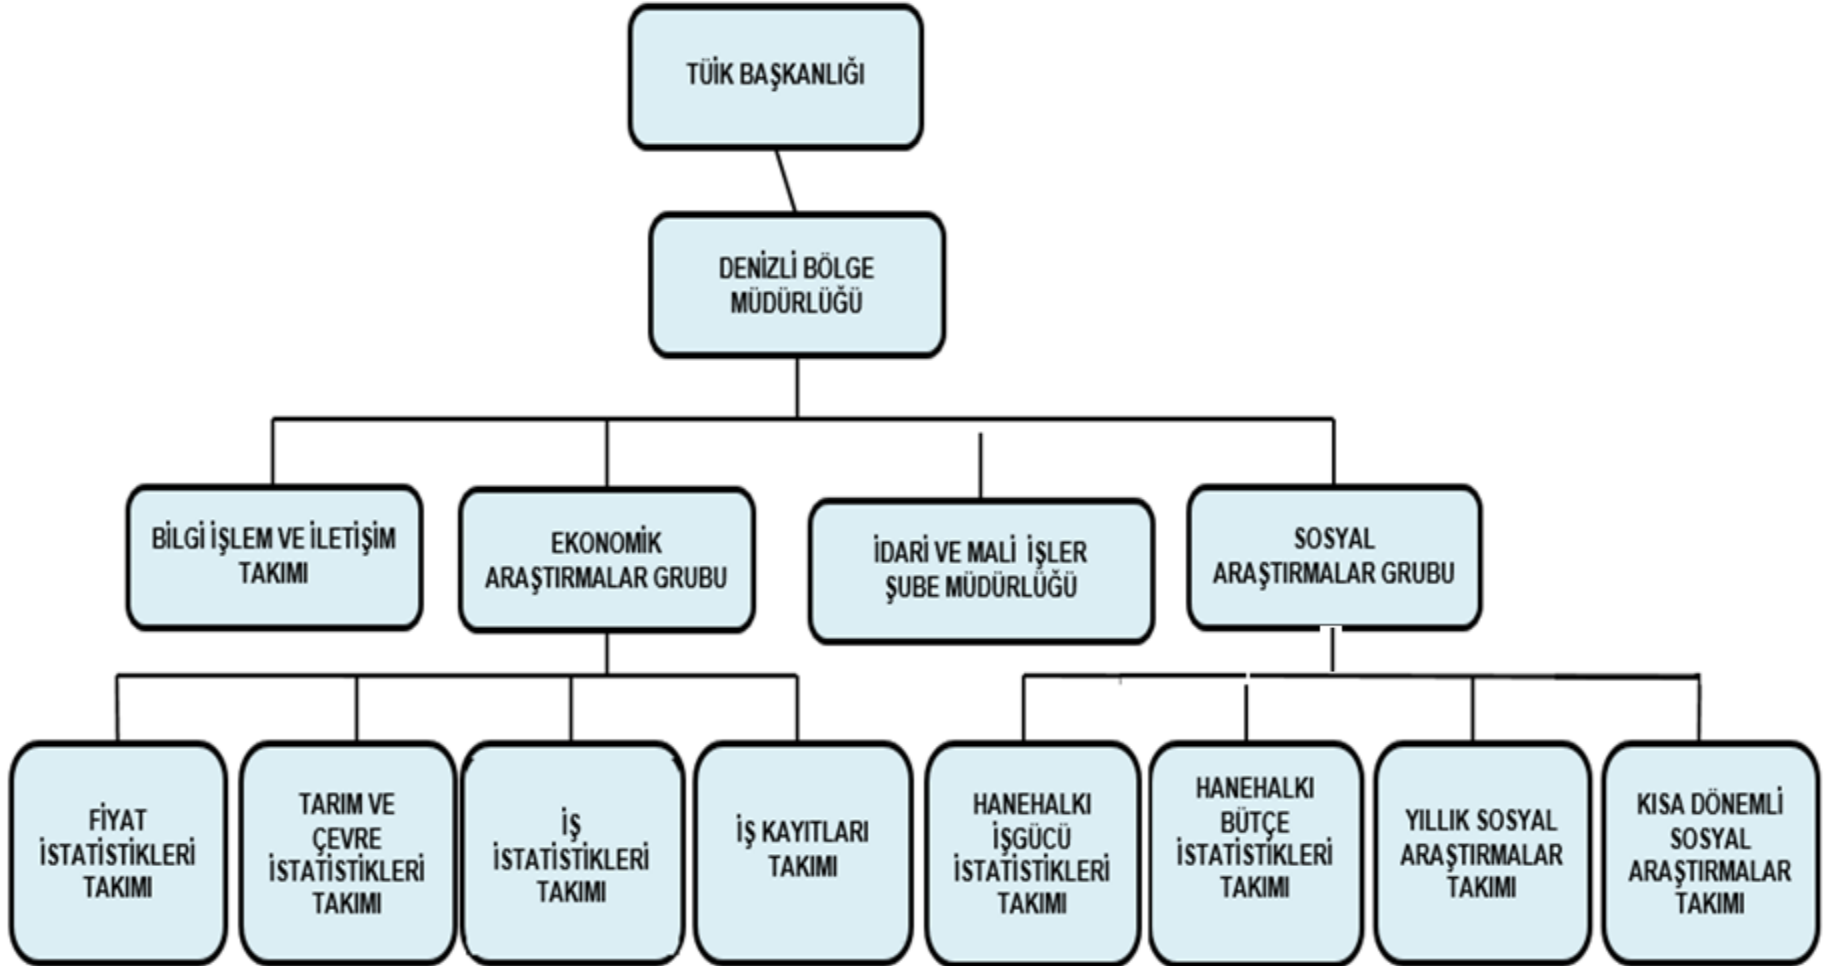 TÜİK BAŞKANLIĞI
DENİZLİ BÖLGE
MÜDÜRLÜĞÜ
BİLGİ İŞLEM VE İLETİŞİM
TAKIMI
EKONOMİK
ARAŞTIRMALAR GRUBU
İDARİ VE MALİ İŞLER
ŞUBE MÜDÜRLÜĞÜ
SOSYAL
ARAŞTIRMALAR GRUBU
FİYAT
İSTATİSTİKLERİ
TAKIMI
TARIM VE
ÇEVRE
İSTATİSTİKLERİ
TAKIMI
İŞ
İSTATİSTİKLERİ
TAKIMI
İŞ KAYITLARI
TAKIMI
HANEHALKI
İŞGÜCÜ
İSTATİSTİKLERİ
TAKIMI
HANEHALKI
BÜTÇE
İSTATİSTİKLERİ
TAKIMI
YILLIK SOSYAL
ARAŞTIRMALAR
TAKIMI
KISA DÖNEMLİ
SOSYAL
ARAŞTIRMALAR
TAKIMI